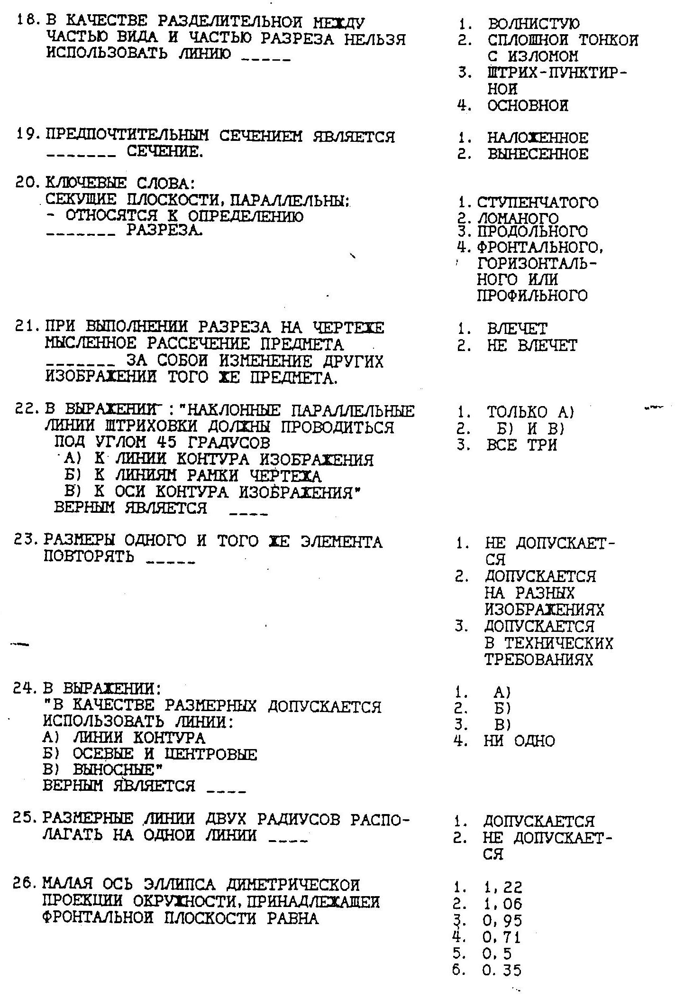 18. В КАЧЕСТВЕ РАЗДЕЛИТЕЛЬНОЙ МЕЖДУ
ЧАСТЬЮ ВИДА И ЧАСТЬЮ РАЗРЕЗА НЕЛЬЗЯ
ИСПОЛЬЗОВАТЬ ЛИНИЮ _____
1. ВОЛНИСТУЮ
2. СПЛОШНОЙ ТОНКОЙ
С ИЗЛОМОМ
3. ШТРИХ-ПУНКТИР-
НОЙ
4. ОСНОВНОЙ
19. ПРЕДПОЧТИТЕЛЬНЫМ СЕЧЕНИЕМ ЯВЛЯЕТСЯ
_______ СЕЧЕНИЕ.
1. НАЛОЖЕННОЕ
2. ВЫНЕСЕННОЕ
20. КЛЮЧЕВЫЕ СЛОВА:
СЕКУЩИЕ ПЛОСКОСТИ, ПАРАЛЛЕЛЬНЫ;
- ОТНОСЯТСЯ К ОПРЕДЕЛЕНИЮ
_______ РАЗРЕЗА.
1. СТУПЕНЧАТОГО
2. ЛОМАНОГО
3. ПРОДОЛЬНОГО
4. ФРОНТАЛЬНОГО,
ГОРИЗОНТАЛЬ-
НОГО ИЛИ
ПРОФИЛЬНОГО
21. ПРИ ВЫПОЛНЕНИИ РАЗРЕЗА НА ЧЕРТЕЖЕ
МЫСЛЕННОЕ РАССЕЧЕНИЕ ПРЕДМЕТА
_______ ЗА СОБОЙ ИЗМЕНЕНИЕ ДРУГИХ
ИЗОБРАЖЕНИЙ ТОГО ЖЕ ПРЕДМЕТА.
1. ВЛЕЧЕТ
2. НЕ ВЛЕЧЕТ
22. В ВЫРАЖЕНИИ : "НАКЛОННЫЕ ПАРАЛЛЕЛЬНЫЕ
ЛИНИИ ШТРИХОВКИ ДОЛЖНЫ ПРОВОДИТЬСЯ
ПОД УГЛОМ 45 ГРАДУСОВ
А) К ЛИНИИ КОНТУРА ИЗОБРАЖЕНИЯ
Б) К ЛИНИЯМ РАМКИ ЧЕРТЕЖА
В) К ОСИ КОНТУРА ИЗОБРАЖЕНИЯ"
ВЕРНЫМ ЯВЛЯЕТСЯ ____
1. ТОЛЬКО А)
2. Б) И В)
3. ВСЕ ТРИ
23. РАЗМЕРЫ ОДНОГО И ТОГО ЖЕ ЭЛЕМЕНТА
ПОВТОРЯТЬ _____
1. НЕ ДОПУСКАЕТ-
СЯ
2. ДОПУСКАЕТСЯ
НА РАЗНЫХ
ИЗОБРАЖЕНИЯХ
3. ДОПУСКАЕТСЯ
В ТЕХНИЧЕСКИХ
ТРЕБОВАНИЯХ
24. В ВЫРАЖЕНИИ:
"В КАЧЕСТВЕ РАЗМЕРНЫХ ДОПУСКАЕТСЯ
ИСПОЛЬЗОВАТЬ ЛИНИИ:
А) ЛИНИИ КОНТУРА
Б) ОСЕВЫЕ И ЦЕНТРОВЫЕ
В) ВЫНОСНЫЕ"
ВЕРНЫМ ЯВЛЯЕТСЯ ____
1. А)
2. Б)
3. В)
4. НИ ОДНО
25. РАЗМЕРНЫЕ ЛИНИИ ДВУХ РАДИУСОВ РАСПО-
ЛАГАТЬ НА ОДНОЙ ЛИНИИ ____
1. ДОПУСКАЕТСЯ
2. НЕ ДОПУСКАЕТ-
СЯ
26. МАЛАЯ ОСЬ ЭЛЛИПСА ДИМЕТРИЧЕСКОЙ
ПРОЕКЦИИ ОКРУЖНОСТИ, ПРИНАДЛЕЖАЩЕЙ
ФРОНТАЛЬНОЙ ПЛОСКОСТИ РАВНА
1. 1,22
2. 1,06
3. 0,95
4. 0,71
5. 0,5
6. 0.35